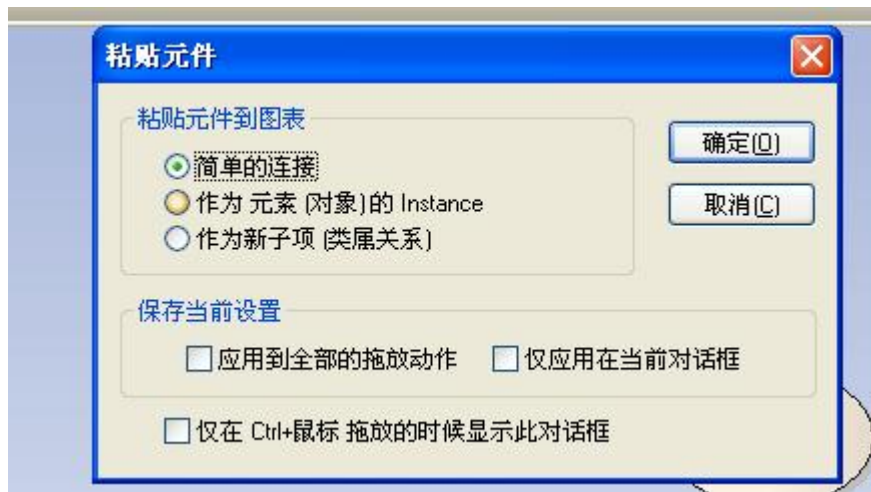 粘贴元件
粘贴元件到图表
简单的连接
作为 元素 (对象)的 Instance
作为新子项 (类属关系)
确定(O)
取消(C)
保存当前设置
应用到全部的拖放动作 仅应用在当前对话框
仅在 Ctrl+鼠标 拖放的时候显示此对话框